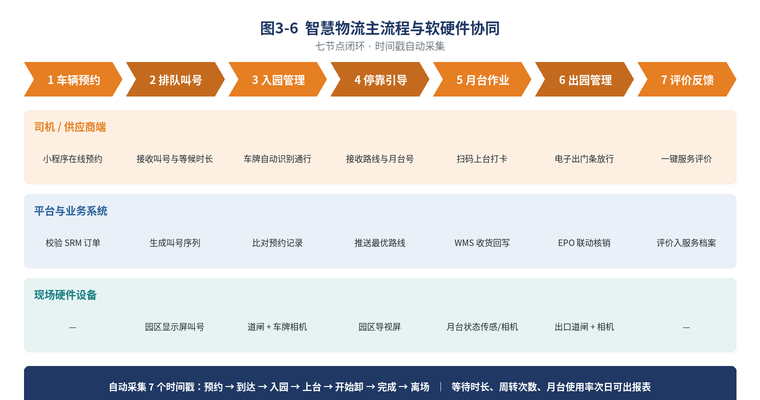 图3-6 智慧物流主流程与软硬件协同
七节点闭环 · 时间戳自动采集
1 车辆预约
2 排队叫号
3 入园管理
4 停靠引导
5 月台作业
6 出园管理
7 评价反馈
司机 / 供应商端
小程序在线预约
接收叫号与等候时长
车牌自动识别通行
接收路线与月台号
扫码上台打卡
电子出门条放行
一键服务评价
平台与业务系统
校验 SRM 订单
生成叫号序列
比对预约记录
推送最优路线
WMS 收货回写
EPO 联动核销
评价入服务档案
现场硬件设备
—
园区显示屏叫号
道闸 + 车牌相机
园区导视屏
月台状态传感/相机
出口道闸 + 相机
—
自动采集 7 个时间戳：预约 → 到达 → 入园 → 上台 → 开始卸 → 完成 → 离场 ｜ 等待时长、周转次数、月台使用率次日可出报表